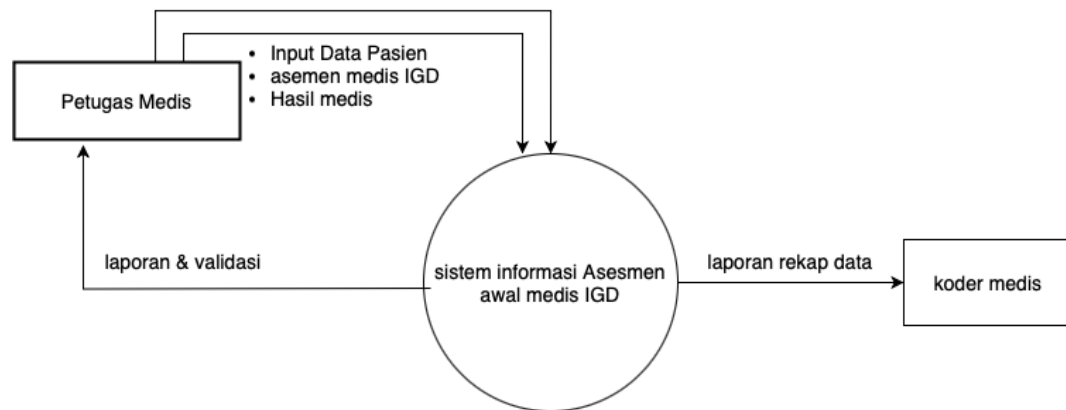 • Input Data Pasien
• asemen medis IGD
• Hasil medis
Petugas Medis
laporan & validasi
sistem informasi Asesmen
awal medis IGD
laporan rekap data
koder medis